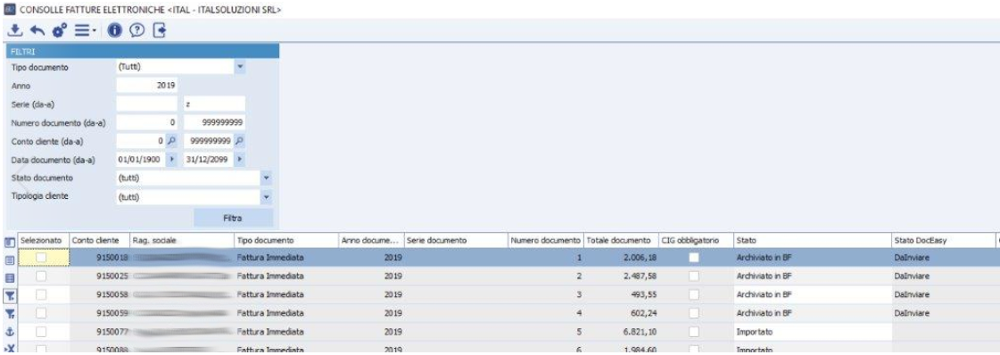 CONSOLLE FATTURE ELETTRONICHE <ITAL - ITALSOLUZIONI SRL>
FILTRI
Tipo documento (Tutti)
Anno 2019
Serie (da-a) z
Numero documento (da-a) 0 999999999
Conto cliente (da-a) 0 999999999
Data documento (da-a) 01/01/1900 31/12/2099
Stato documento (tutti)
Tipologia cliente (tutti)
Filtra
Selezionato Conto cliente Rag. sociale Tipo documento Anno docume... Serie documento Numero documento Totale documento CIG obbligatorio Stato Stato DocEasy
9150018 Fattura Immediata 2019 1 2.006,18 Archiviato in BF DaInviare
9150025 Fattura Immediata 2019 2 2.487,58 Archiviato in BF DaInviare
9150058 Fattura Immediata 2019 3 493,55 Archiviato in BF DaInviare
9150059 Fattura Immediata 2019 4 602,24 Archiviato in BF DaInviare
9150077 Fattura Immediata 2019 5 6.821,10 Importato
9150088 Fattura Immediata 2019 6 1.984,60 Importato